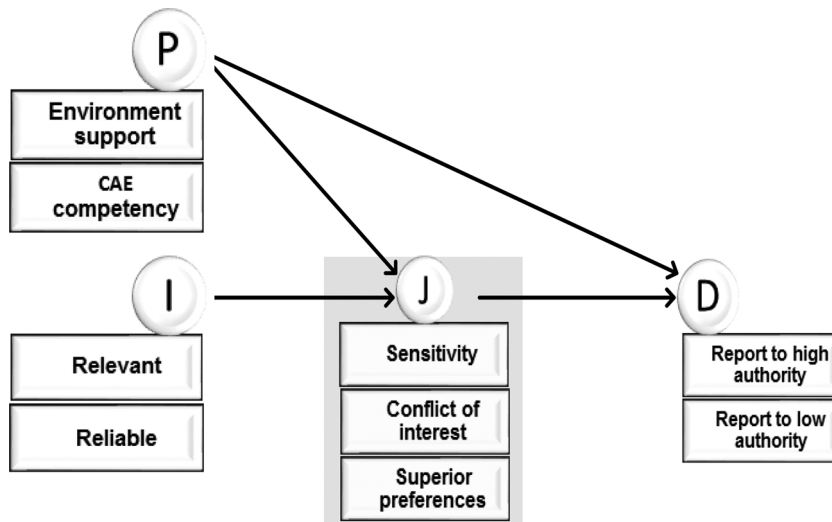 P
Environment
support
CAE
competency
I
Relevant
Reliable
J
Sensitivity
Conflict of
interest
Superior
preferences
D
Report to high
authority
Report to low
authority